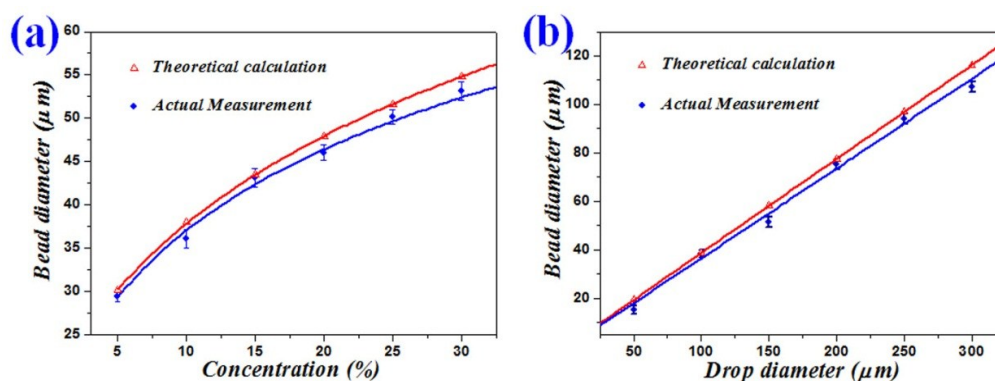 (a)
60
55
50
45
40
35
30
25
Bead diameter (μm)
Theoretical calculation
Actual Measurement
5 10 15 20 25 30
Concentration (%)
(b)
120
100
80
60
40
20
Bead diameter (μm)
Theoretical calculation
Actual Measurement
50 100 150 200 250 300
Drop diameter (μm)